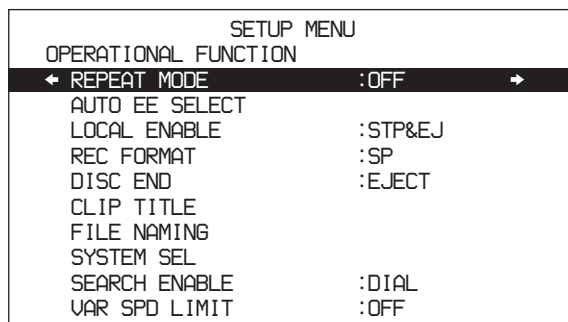 SETUP MENU
OPERATIONAL FUNCTION
← REPEAT MODE :OFF →
AUTO EE SELECT
LOCAL ENABLE :STP&EJ
REC FORMAT :SP
DISC END :EJECT
CLIP TITLE
FILE NAMING
SYSTEM SEL
SEARCH ENABLE :DIAL
VAR SPD LIMIT :OFF